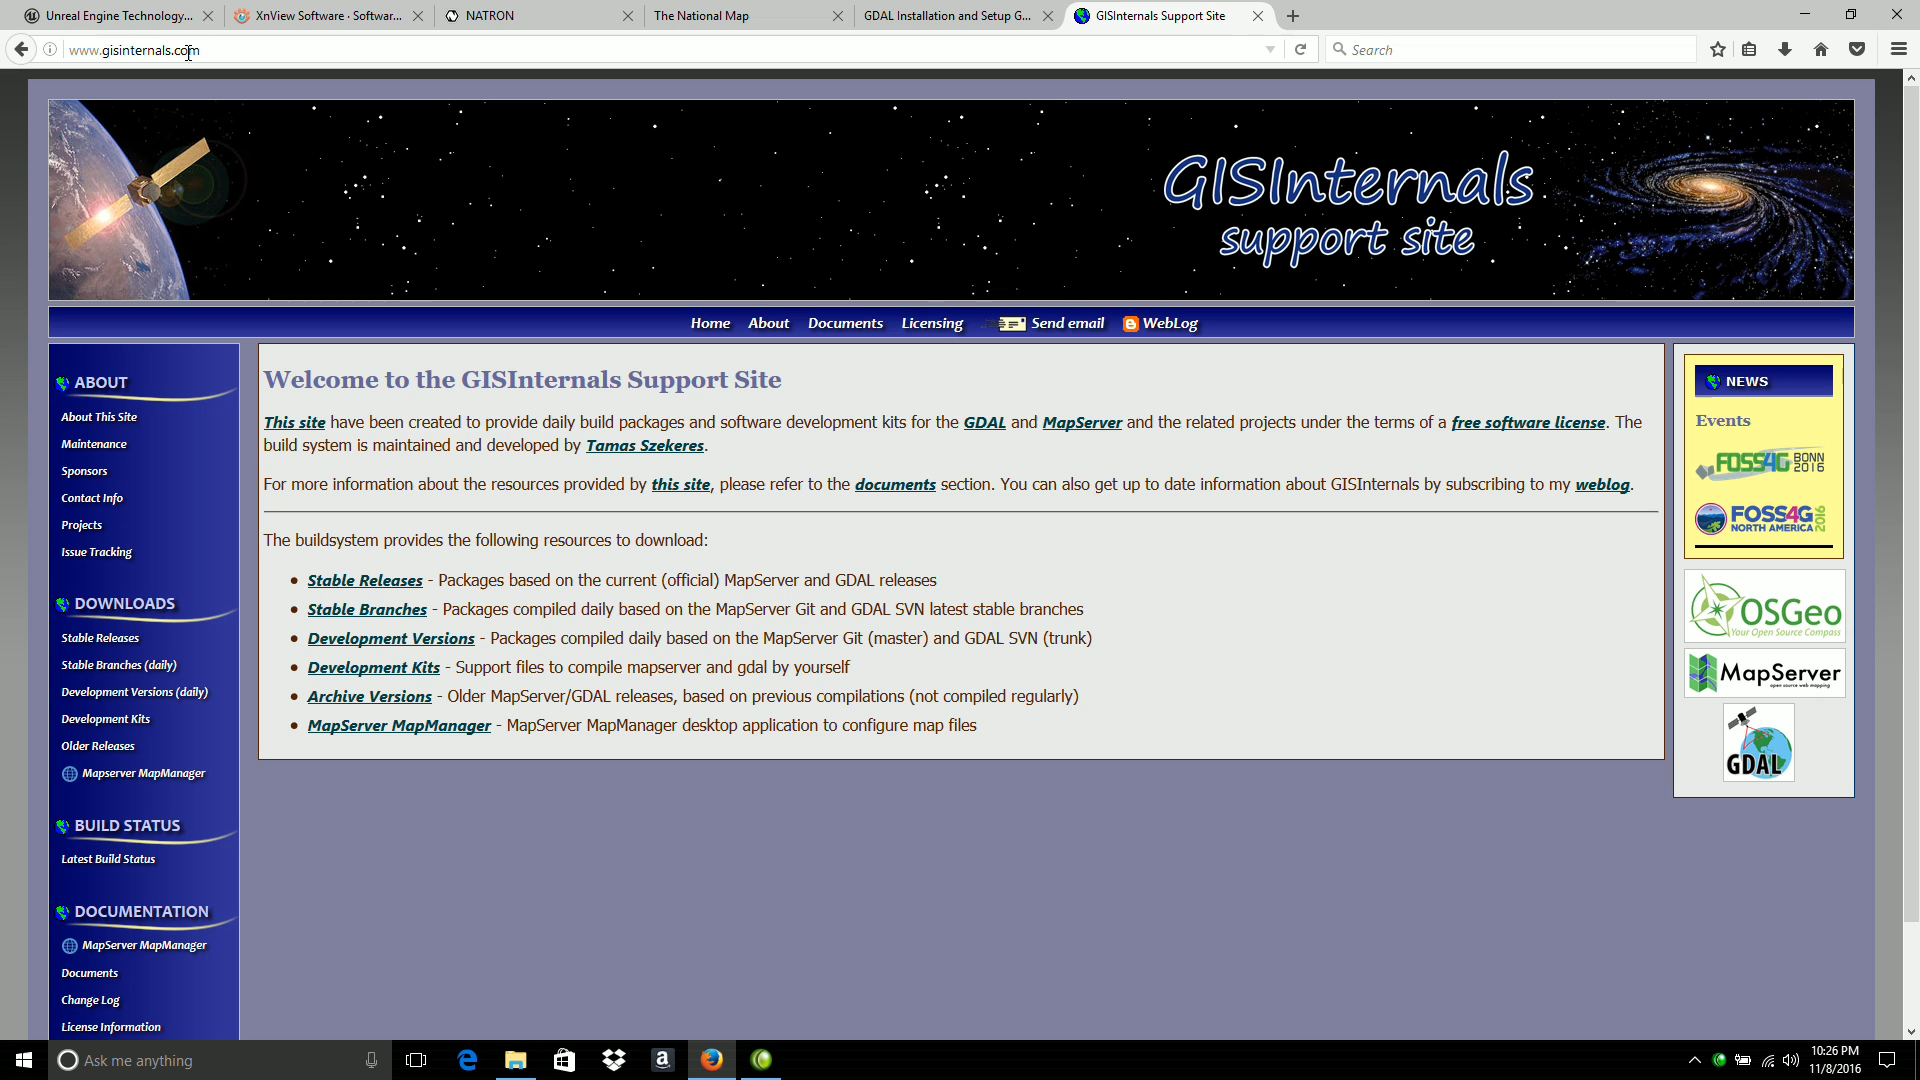 Unreal Engine Technology...
XnView Software · Softwar...
NATRON
The National Map
GDAL Installation and Setup G...
GISInternals Support Site
www.gisinternals.com
Search
GISInternals
support site
Home About Documents Licensing Send email WebLog
ABOUT
About This Site
Maintenance
Sponsors
Contact Info
Projects
Issue Tracking
DOWNLOADS
Stable Releases
Stable Branches (daily)
Development Versions (daily)
Development Kits
Older Releases
Mapserver MapManager
BUILD STATUS
Latest Build Status
DOCUMENTATION
MapServer MapManager
Documents
Change Log
License Information
Welcome to the GISInternals Support Site
This site have been created to provide daily build packages and software development kits for the GDAL and MapServer and the related projects under the terms of a free software license. The
build system is maintained and developed by Tamas Szekeres.
For more information about the resources provided by this site, please refer to the documents section. You can also get up to date information about GISInternals by subscribing to my weblog.
The buildsystem provides the following resources to download:
• Stable Releases - Packages based on the current (official) MapServer and GDAL releases
• Stable Branches - Packages compiled daily based on the MapServer Git and GDAL SVN latest stable branches
• Development Versions - Packages compiled daily based on the MapServer Git (master) and GDAL SVN (trunk)
• Development Kits - Support files to compile mapserver and gdal by yourself
• Archive Versions - Older MapServer/GDAL releases, based on previous compilations (not compiled regularly)
• MapServer MapManager - MapServer MapManager desktop application to configure map files
NEWS
Events
FOSS4G BONN 2016
FOSS4G 2016
NORTH AMERICA
OSGeo
Your Open Source Compass
MapServer
open source web mapping
GDAL
Ask me anything
10:26 PM
11/8/2016